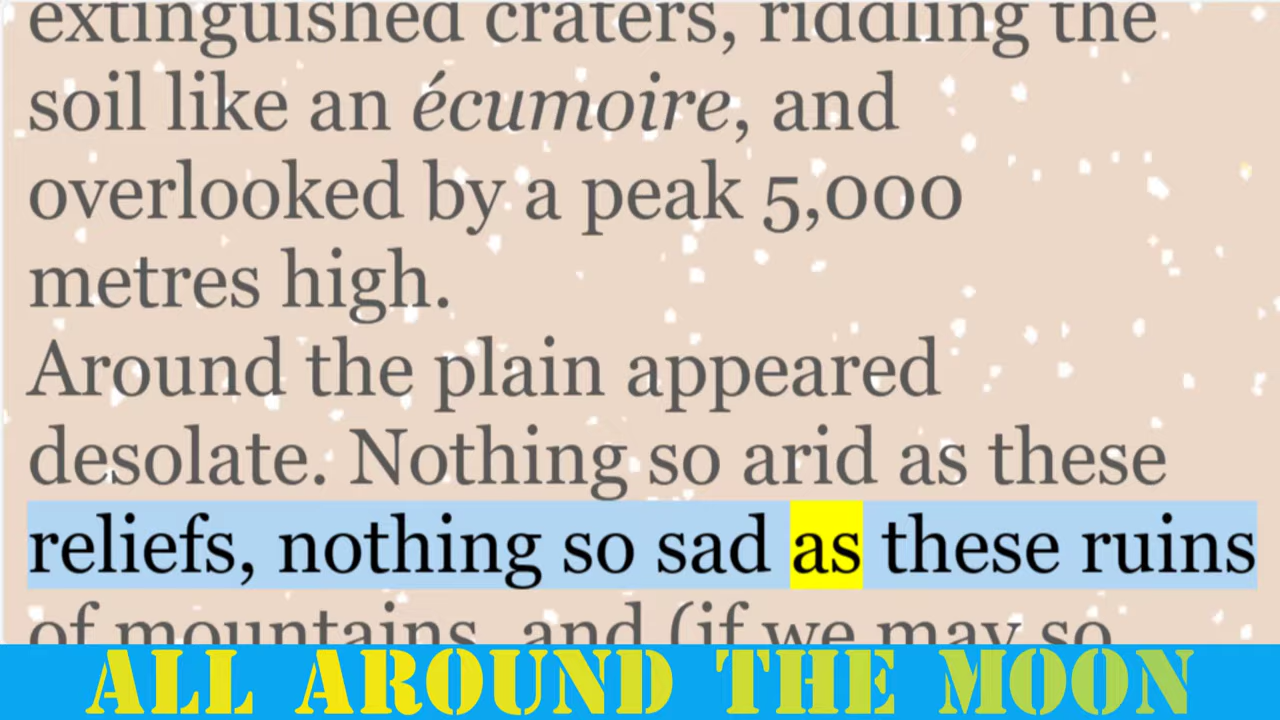 extinguished craters, riddling the
soil like an écumoire, and
overlooked by a peak 5,000
metres high.
Around the plain appeared
desolate. Nothing so arid as these
reliefs, nothing so sad as these ruins
of mountains, and (if we may so
ALL AROUND THE MOON